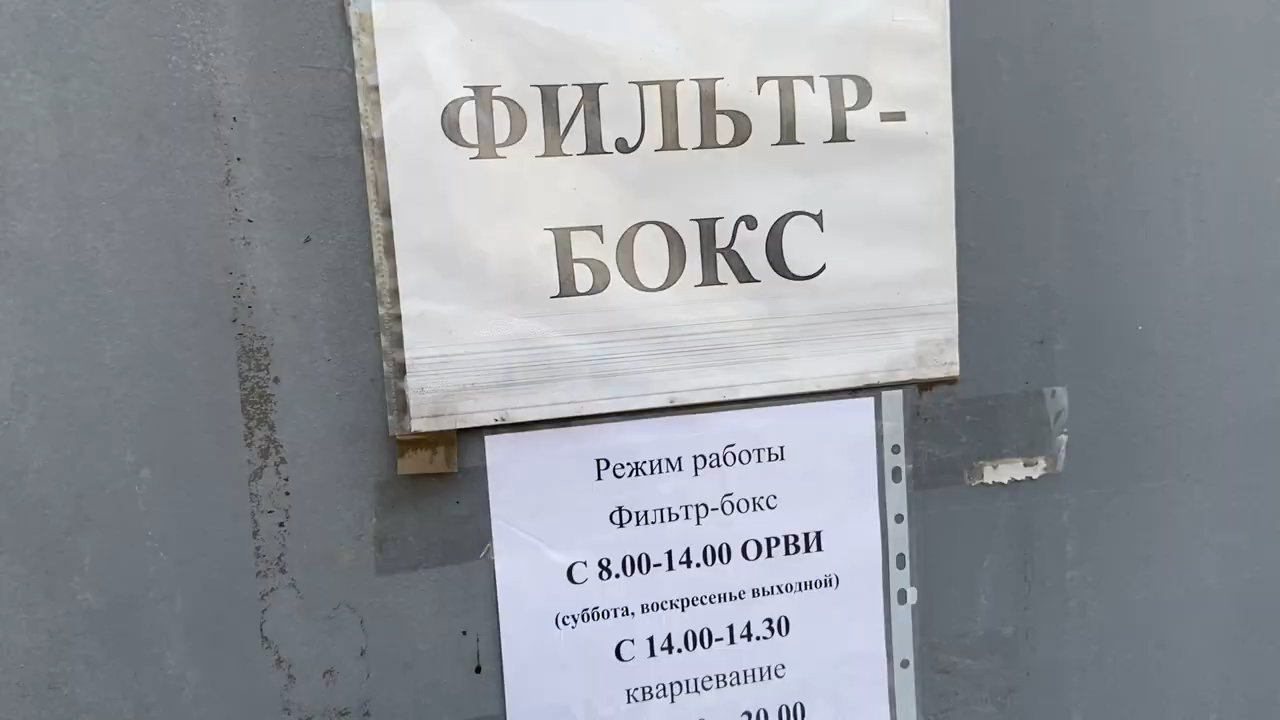 ФИЛЬТР-
БОКС
Режим работы
Фильтр-бокс
С 8.00-14.00 ОРВИ
(суббота, воскресенье выходной)
С 14.00-14.30
кварцевание